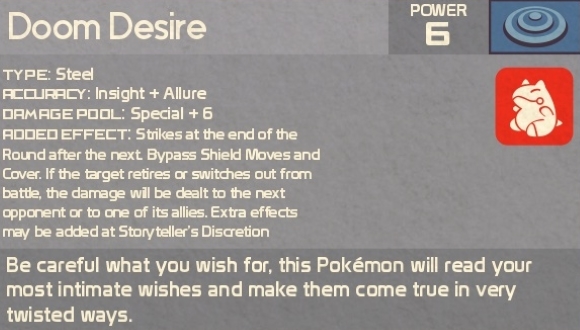 Doom Desire
POWER
6
TYPE: Steel
ACCURACY: Insight + Allure
DAMAGE POOL: Special + 6
ADDED EFFECT: Strikes at the end of the
Round after the next. Bypass Shield Moves and
Cover. If the target retires or switches out from
battle, the damage will be dealt to the next
opponent or to one of its allies. Extra effects
may be added at Storyteller's Discretion
Be careful what you wish for, this Pokémon will read your
most intimate wishes and make them come true in very
twisted ways.